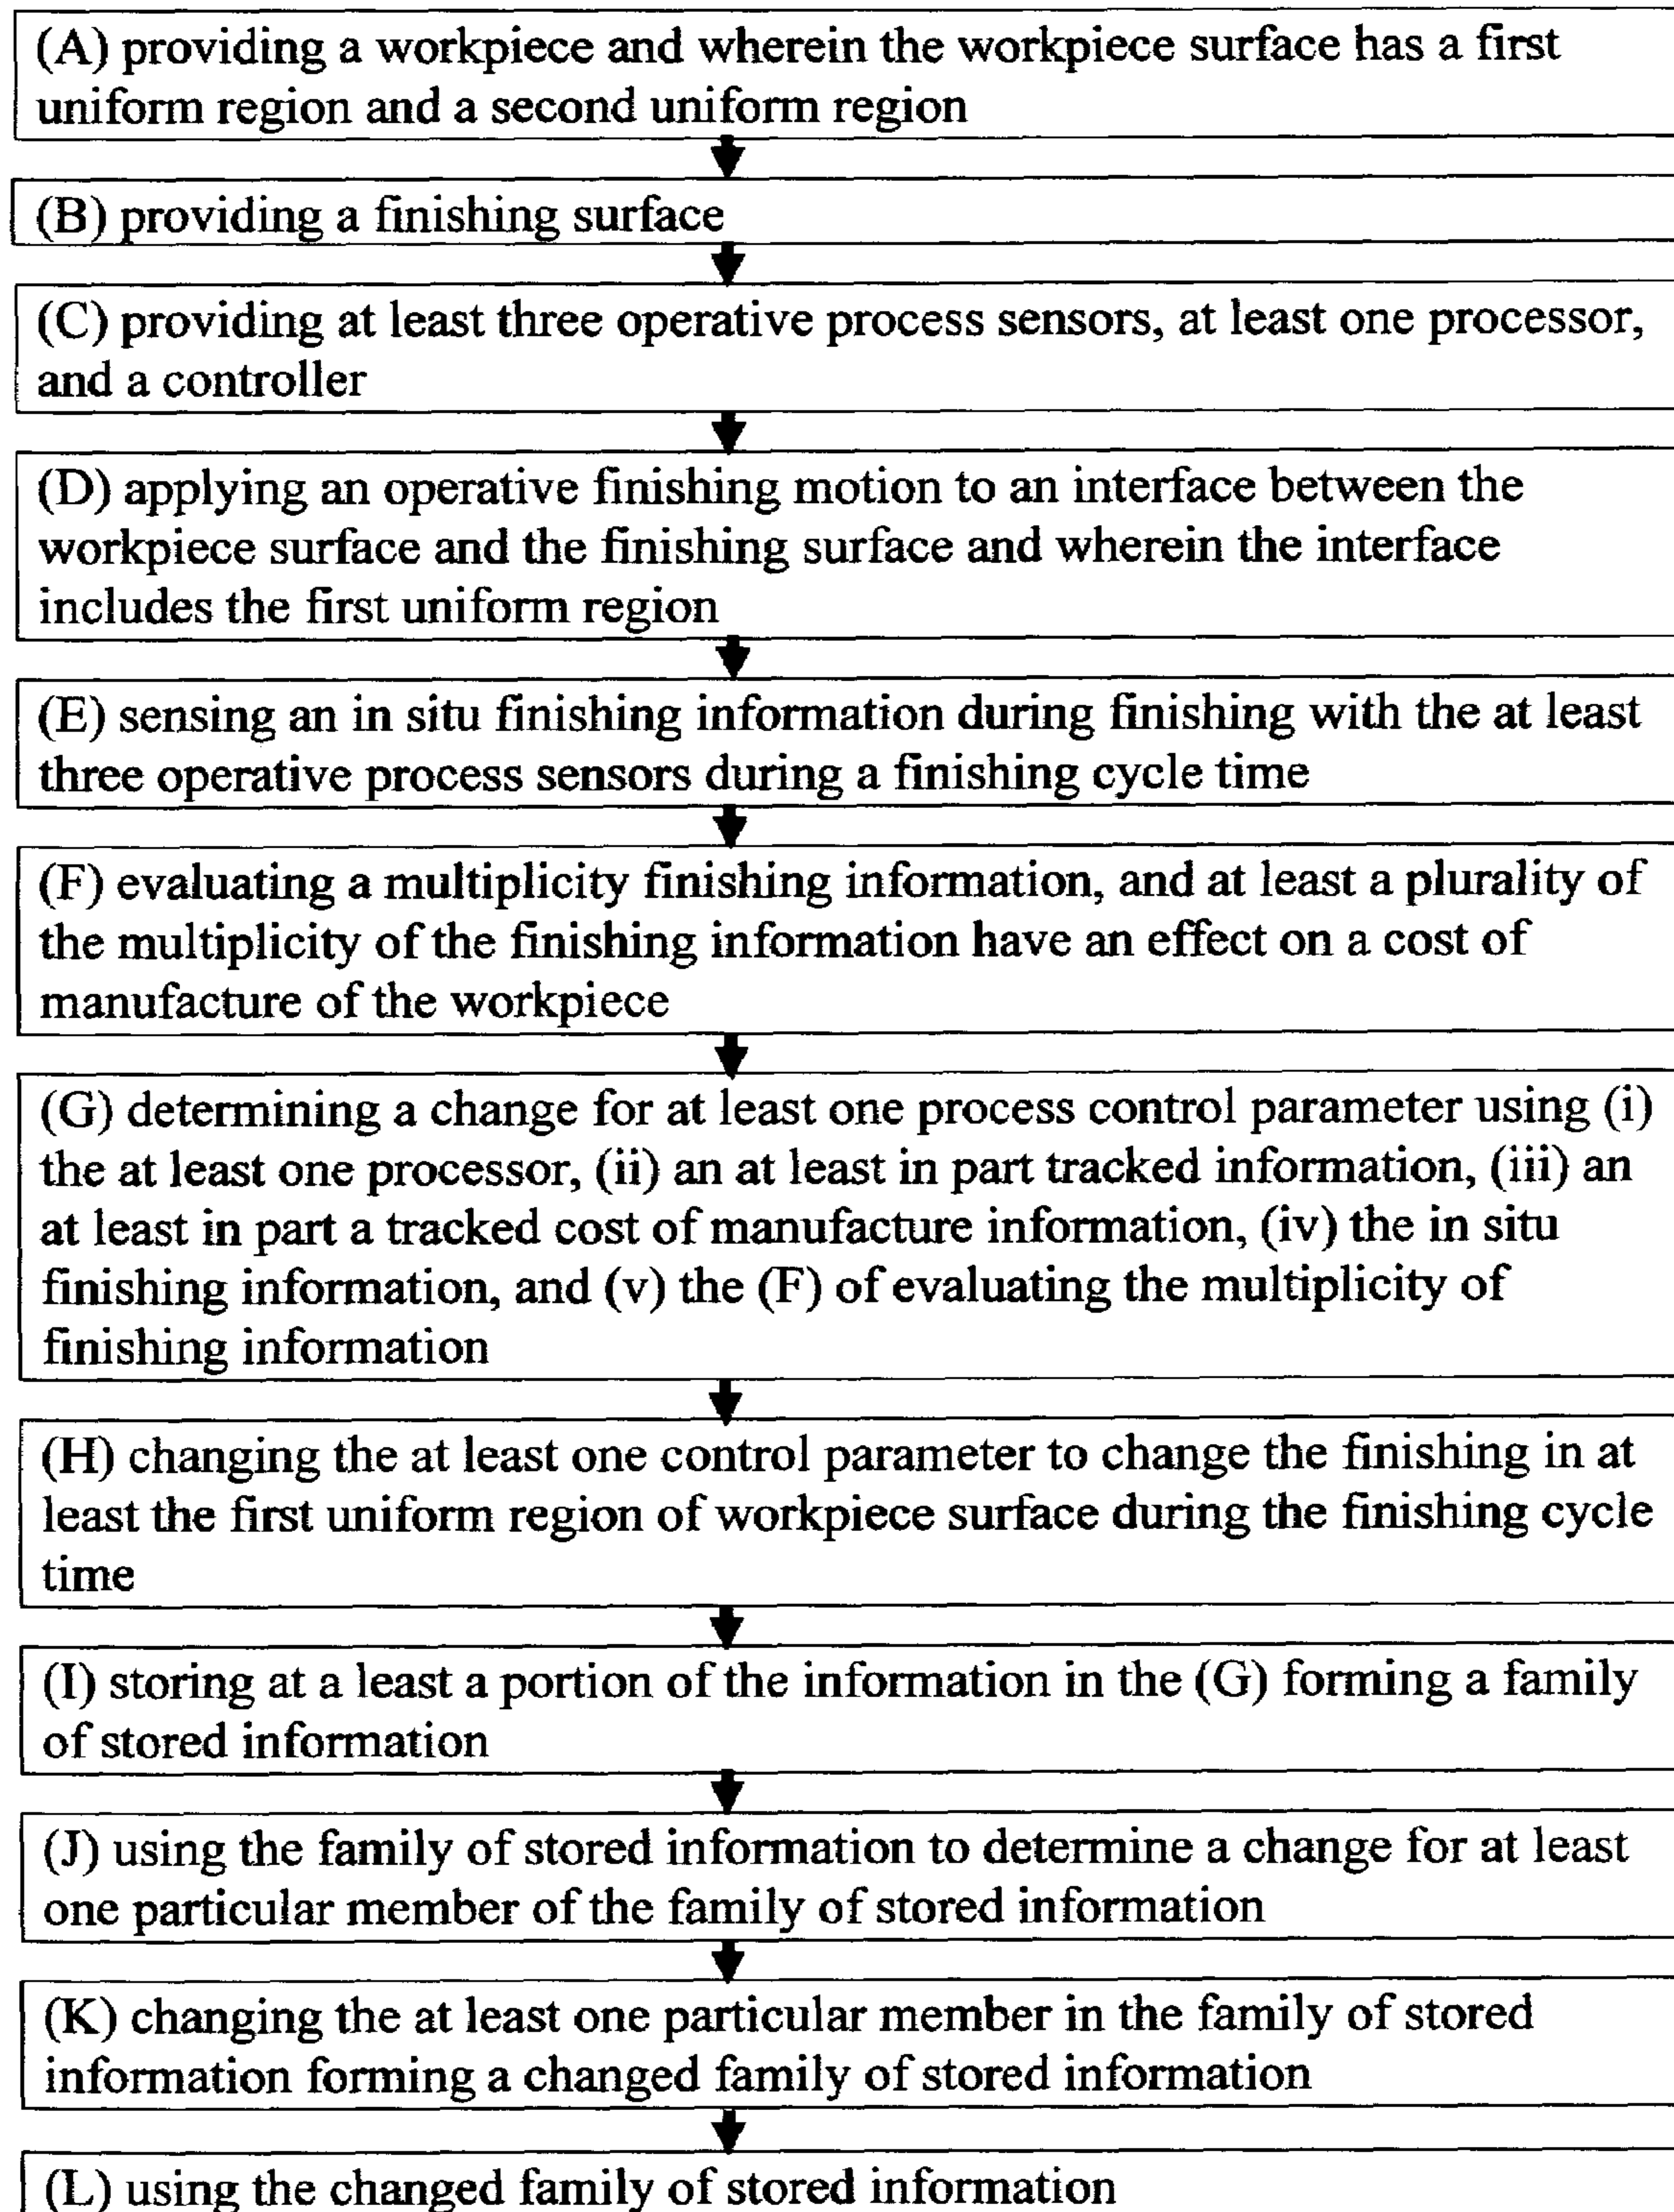 (A) providing a workpiece and wherein the workpiece surface has a first
uniform region and a second uniform region
(B) providing a finishing surface
(C) providing at least three operative process sensors, at least one processor,
and a controller
(D) applying an operative finishing motion to an interface between the
workpiece surface and the finishing surface and wherein the interface
includes the first uniform region
(E) sensing an in situ finishing information during finishing with the at least
three operative process sensors during a finishing cycle time
(F) evaluating a multiplicity finishing information, and at least a plurality of
the multiplicity of the finishing information have an effect on a cost of
manufacture of the workpiece
(G) determining a change for at least one process control parameter using (i)
the at least one processor, (ii) an at least in part tracked information, (iii) an
at least in part a tracked cost of manufacture information, (iv) the in situ
finishing information, and (v) the (F) of evaluating the multiplicity of
finishing information
(H) changing the at least one control parameter to change the finishing in at
least the first uniform region of workpiece surface during the finishing cycle
time
(I) storing at a least a portion of the information in the (G) forming a family
of stored information
(J) using the family of stored information to determine a change for at least
one particular member of the family of stored information
(K) changing the at least one particular member in the family of stored
information forming a changed family of stored information
(L) using the changed family of stored information